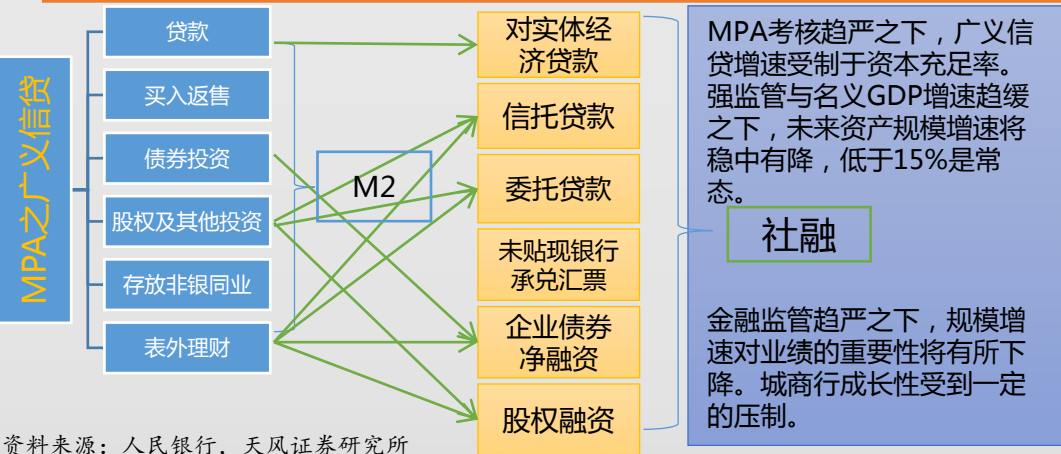 MPA之广义信贷
贷款
买入返售
债券投资
股权及其他投资
存放非银同业
表外理财
M2
对实体经
济贷款
信托贷款
委托贷款
未贴现银行
承兑汇票
企业债券
净融资
股权融资
MPA考核趋严之下，广义信
贷增速受制于资本充足率。
强监管与名义GDP增速趋缓
之下，未来资产规模增速将
稳中有降，低于15%是常
态。
社融
金融监管趋严之下，规模增
速对业绩的重要性将有所下
降。城商行成长性受到一定
的压制。
资料来源：人民银行，天风证券研究所